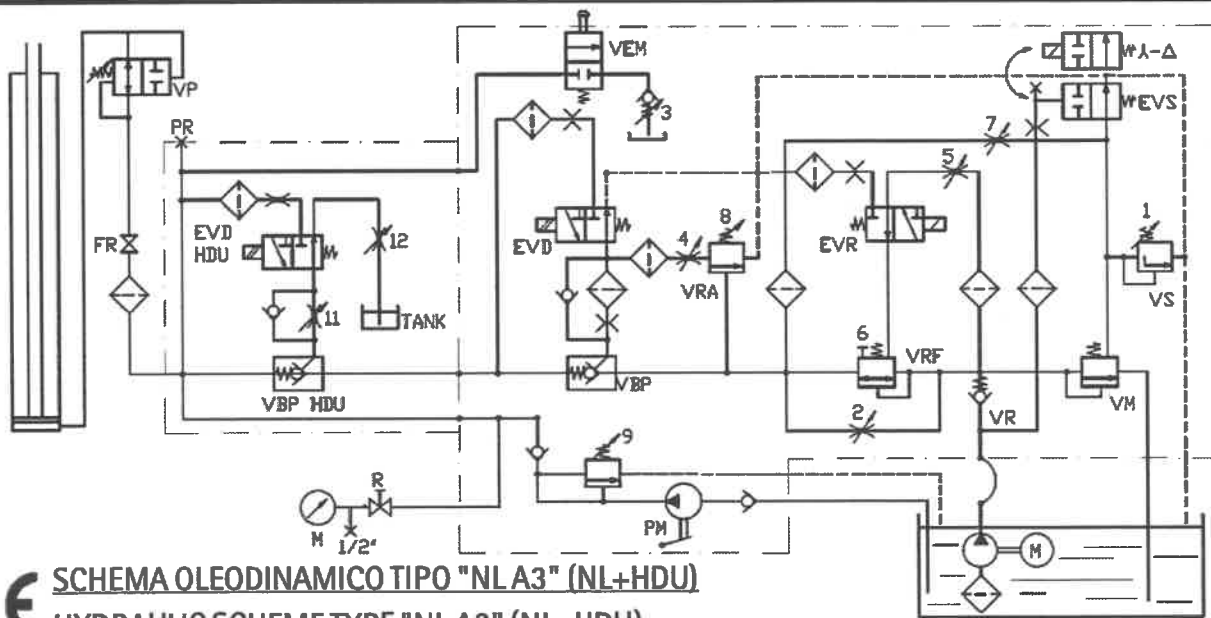 VEM
⅄-Δ
VP
EVS
3
PR
7
5
1
EVD
HDU
12
8
FR
EVD
4
EVR
VRA
VS
11
TANK
6
VRF
VBP HDU
VBP
VM
2
VR
9
R
M
1/2"
PM
M
SCHEMA OLEODINAMICO TIPO "NL A3" (NL+HDU)